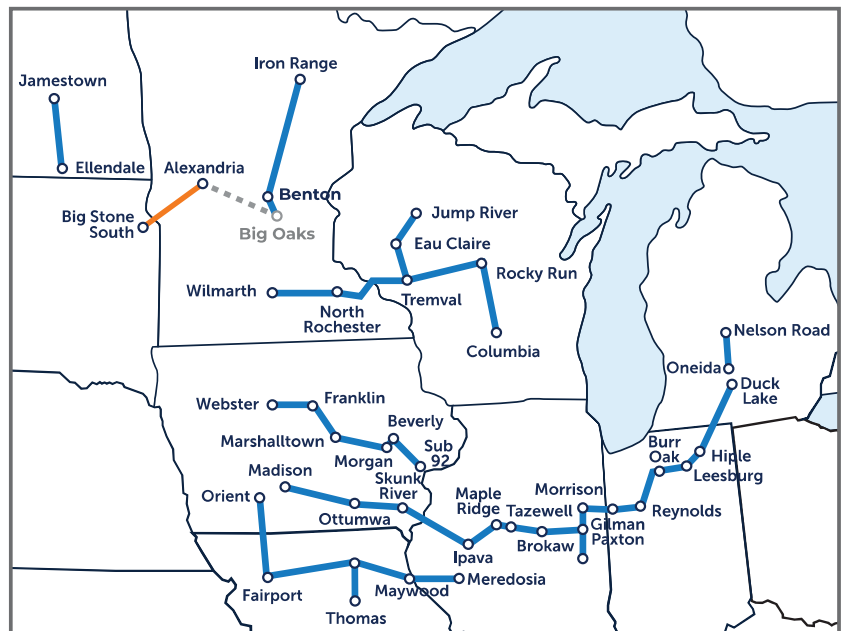 Iron Range
Jamestown
Ellendale
Alexandria
Benton
Big Stone
South
Big Oaks
Jump River
Eau Claire
Rocky Run
Wilmarth
Tremval
North
Rochester
Columbia
Nelson Road
Oneida
Duck
Lake
Webster
Franklin
Beverly
Marshalltown
Morgan
Sub
92
Burr
Oak
Hiple
Leesburg
Madison
Skunk
River
Orient
Ottumwa
Maple
Ridge
Tazewell
Morrison
Reynolds
Gilman
Paxton
Brokaw
Ipava
Fairport
Maywood
Meredosia
Thomas